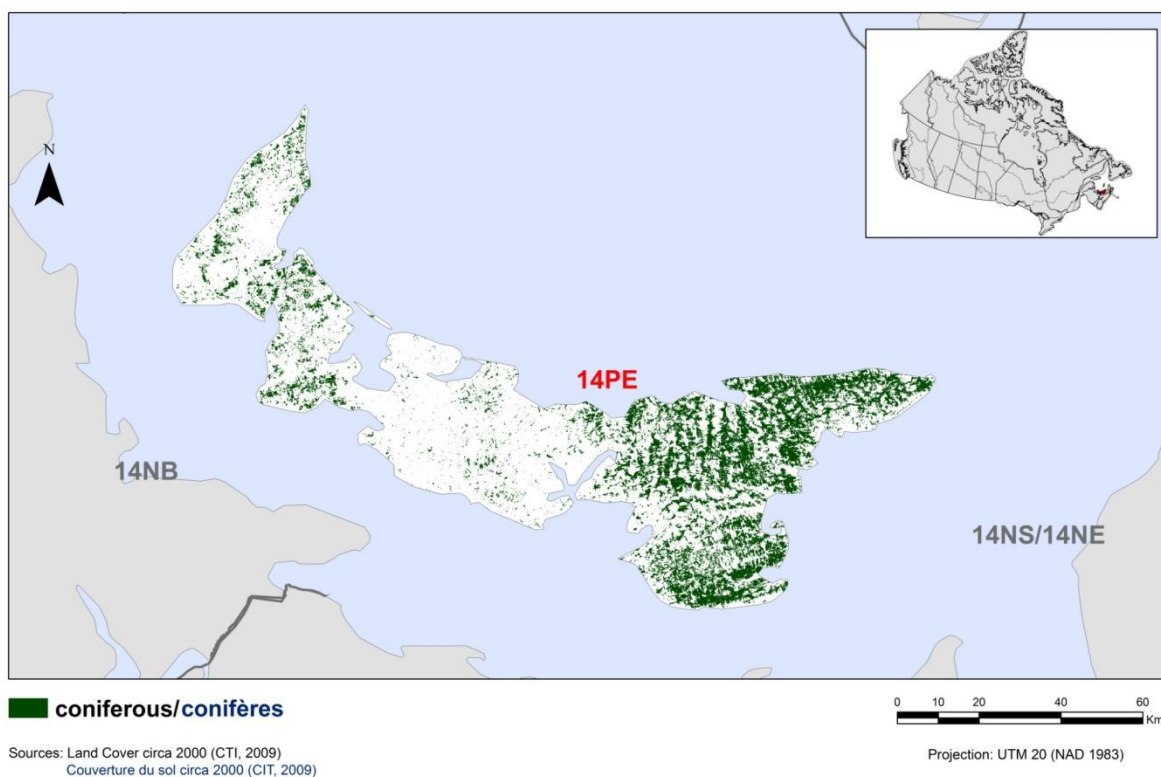 N
14PE
14NB
14NS/14NE
coniferous/conifères
0 10 20 40 60
Km
Sources: Land Cover circa 2000 (CTI, 2009)
Couverture du sol circa 2000 (CIT, 2009)
Projection: UTM 20 (NAD 1983)